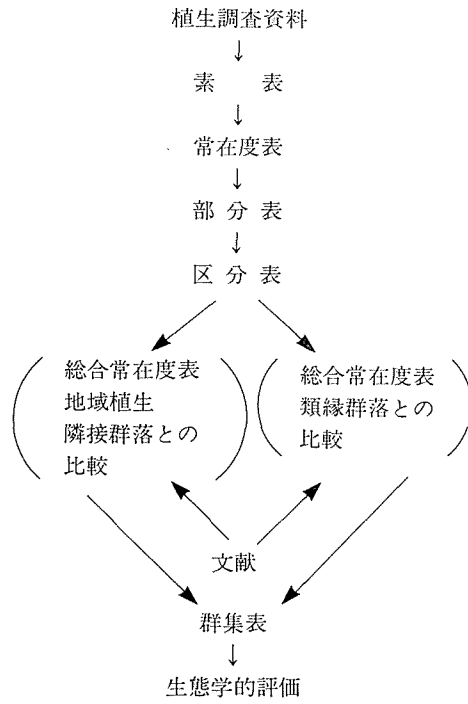 植生調査資料
素 表
常在度表
部 分 表
区 分 表
総合常在度表
地域植生
隣接群落との
比較
総合常在度表
類縁群落との
比較
文献
群集表
生態学的評価